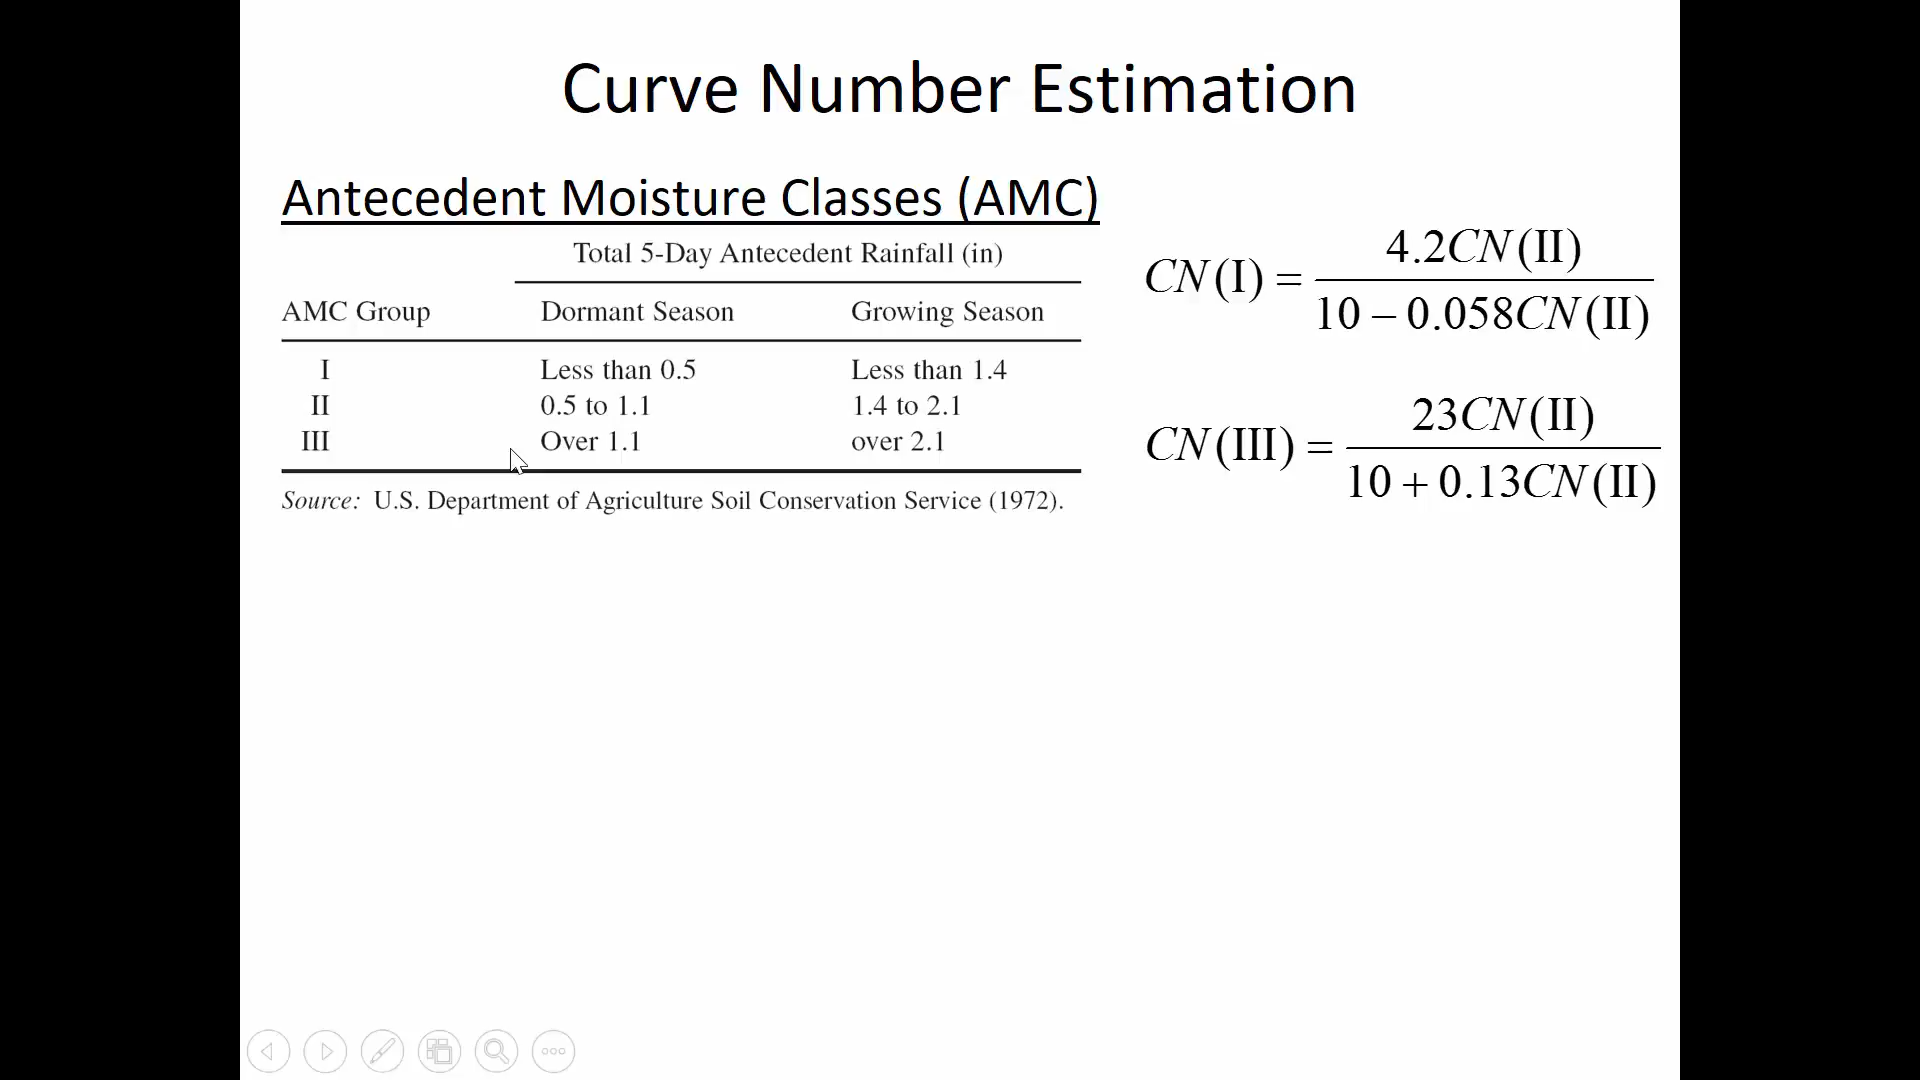 Curve Number Estimation
Antecedent Moisture Classes (AMC)
Total 5-Day Antecedent Rainfall (in)
AMC Group Dormant Season Growing Season
I Less than 0.5 Less than 1.4
II 0.5 to 1.1 1.4 to 2.1
III Over 1.1 over 2.1
Source: U.S. Department of Agriculture Soil Conservation Service (1972).
CN(I) = 4.2CN(II) / 10 − 0.058CN(II)
CN(III) = 23CN(II) / 10 + 0.13CN(II)